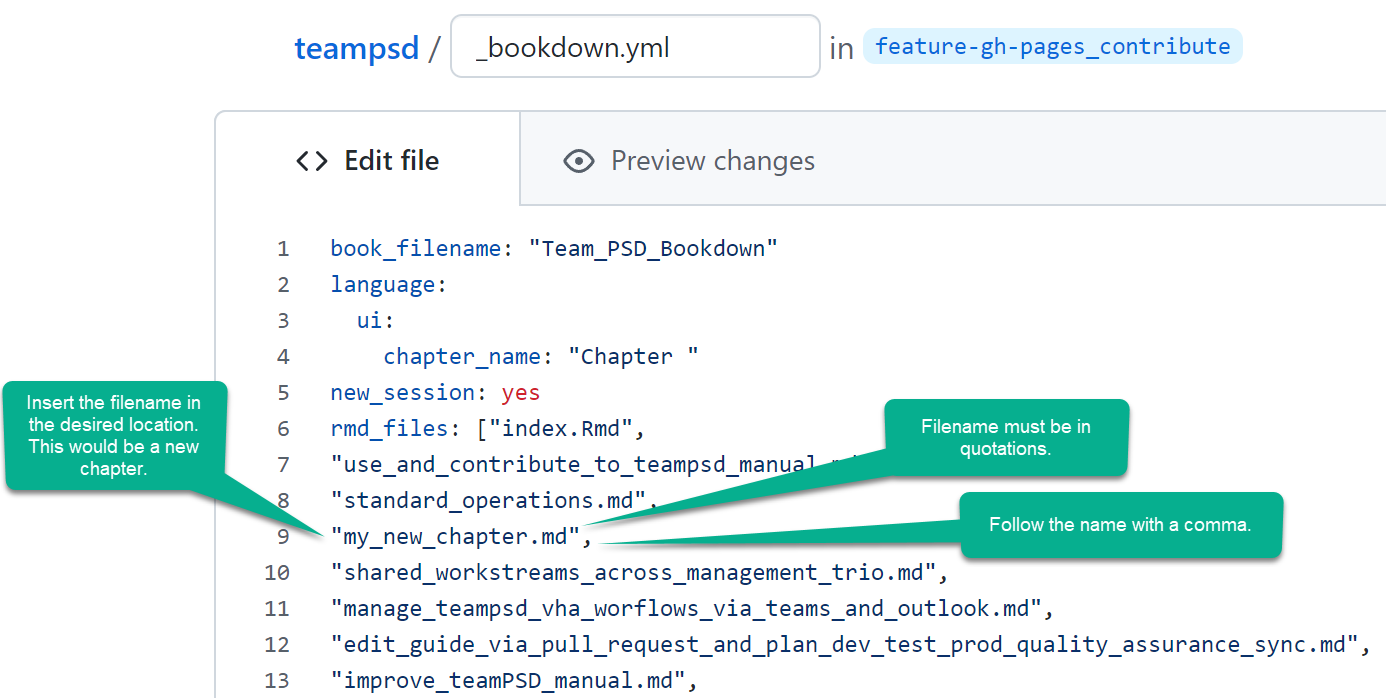 teampsd / _bookdown.yml in feature-gh-pages_contribute
<> Edit file Preview changes
1 book_filename: "Team_PSD_Bookdown"
2 language:
3 ui:
4 chapter_name: "Chapter "
5 new_session: yes
6 rmd_files: ["index.Rmd",
7 "use_and_contribute_to_teampsd_manual
8 "standard_operations.md",
9 "my_new_chapter.md",
10 "shared_workstreams_across_management_trio.md",
11 "manage_teampsd_vha_worflows_via_teams_and_outlook.md",
12 "edit_guide_via_pull_request_and_plan_dev_test_prod_quality_assurance_sync.md",
13 "improve_teamPSD_manual.md",
Insert the filename in
the desired location.
This would be a new
chapter.
Filename must be in
quotations.
Follow the name with a comma.